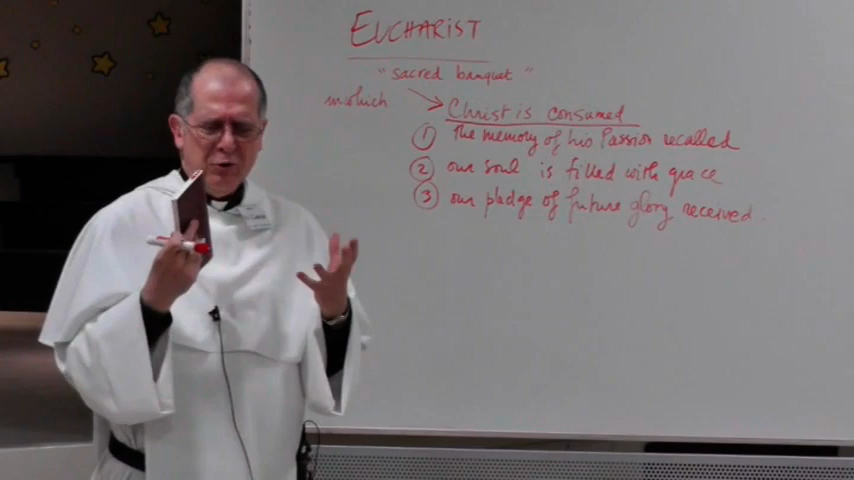 EUCHARIST
"sacred banquet"
in which
Christ is consumed
① the memory of his Passion recalled
② our soul is filled with grace
③ our pledge of future glory received.